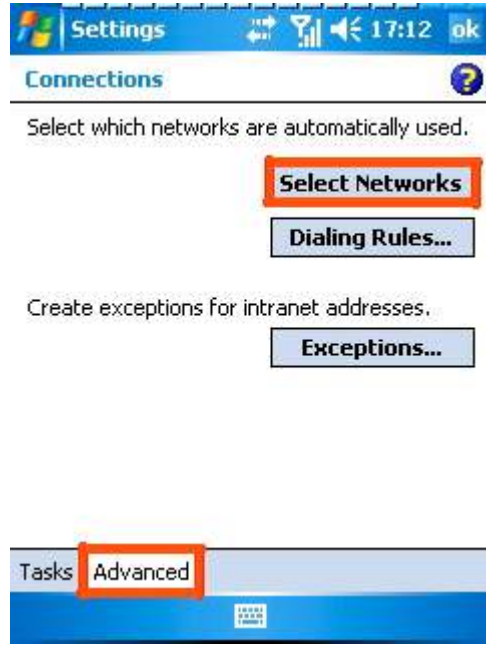 Settings 17:12 ok
Connections ?
Select which networks are automatically used.
Select Networks
Dialing Rules...
Create exceptions for intranet addresses.
Exceptions...
Tasks Advanced